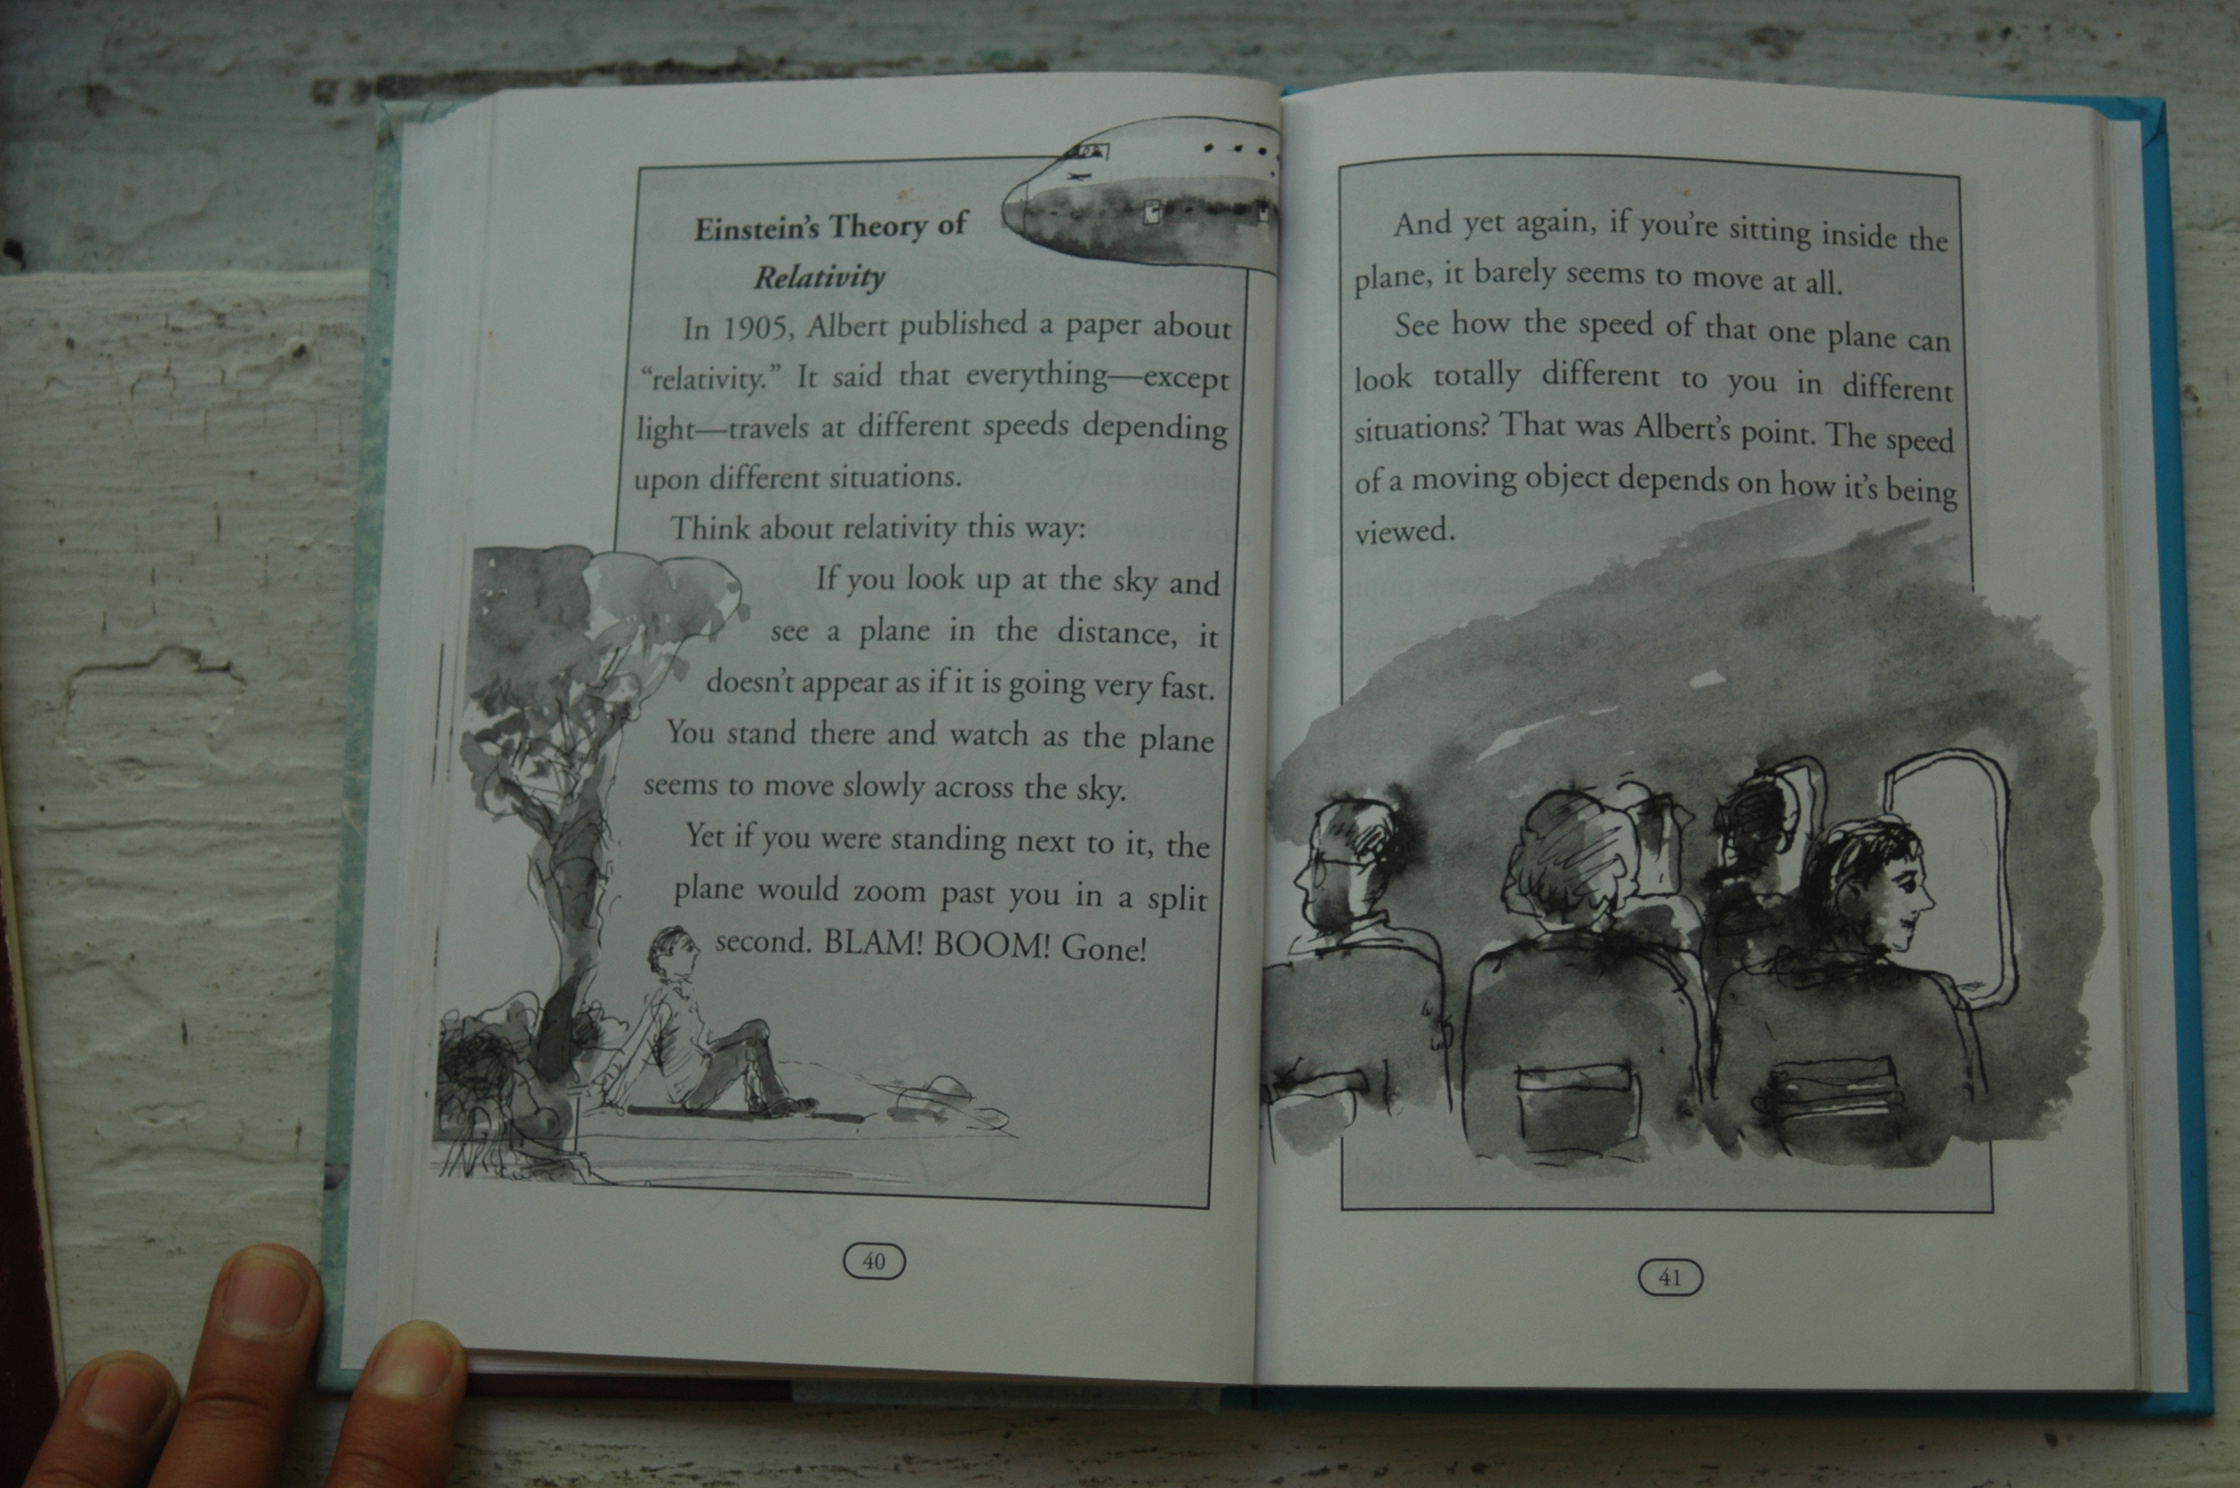 Einstein's Theory of
Relativity
In 1905, Albert published a paper about
“relativity.” It said that everything—except
light—travels at different speeds depending
upon different situations.
Think about relativity this way:
If you look up at the sky and
see a plane in the distance, it
doesn't appear as if it is going very fast.
You stand there and watch as the plane
seems to move slowly across the sky.
Yet if you were standing next to it, the
plane would zoom past you in a split
second. BLAM! BOOM! Gone!
40
And yet again, if you're sitting inside the
plane, it barely seems to move at all.
See how the speed of that one plane can
look totally different to you in different
situations? That was Albert's point. The speed
of a moving object depends on how it's being
viewed.
41